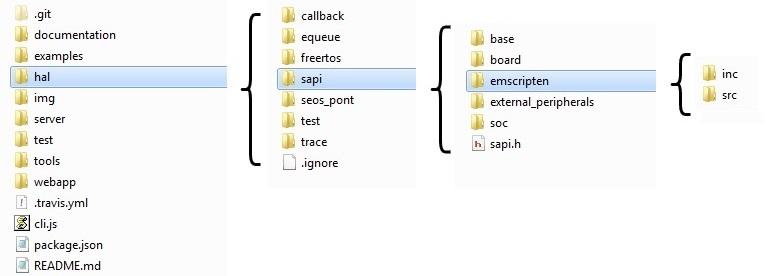 .git
documentation
examples
hal
img
server
test
tools
webapp
.travis.yml
cli.js
package.json
README.md
callback
equeue
freertos
sapi
seos_pont
test
trace
.ignore
base
board
emscripten
external_peripherals
soc
sapi.h
inc
src